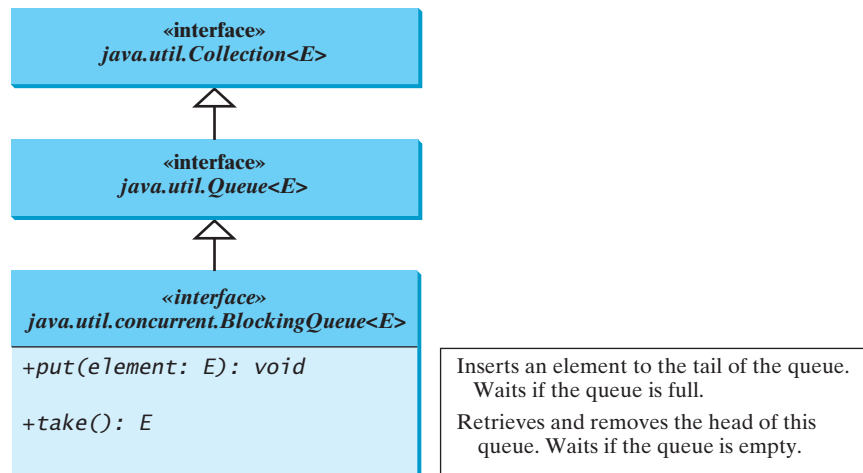 «interface»
java.util.Collection<E>
«interface»
java.util.Queue<E>
«interface»
java.util.concurrent.BlockingQueue<E>
+put(element: E): void
+take(): E
Inserts an element to the tail of the queue.
Waits if the queue is full.
Retrieves and removes the head of this
queue. Waits if the queue is empty.